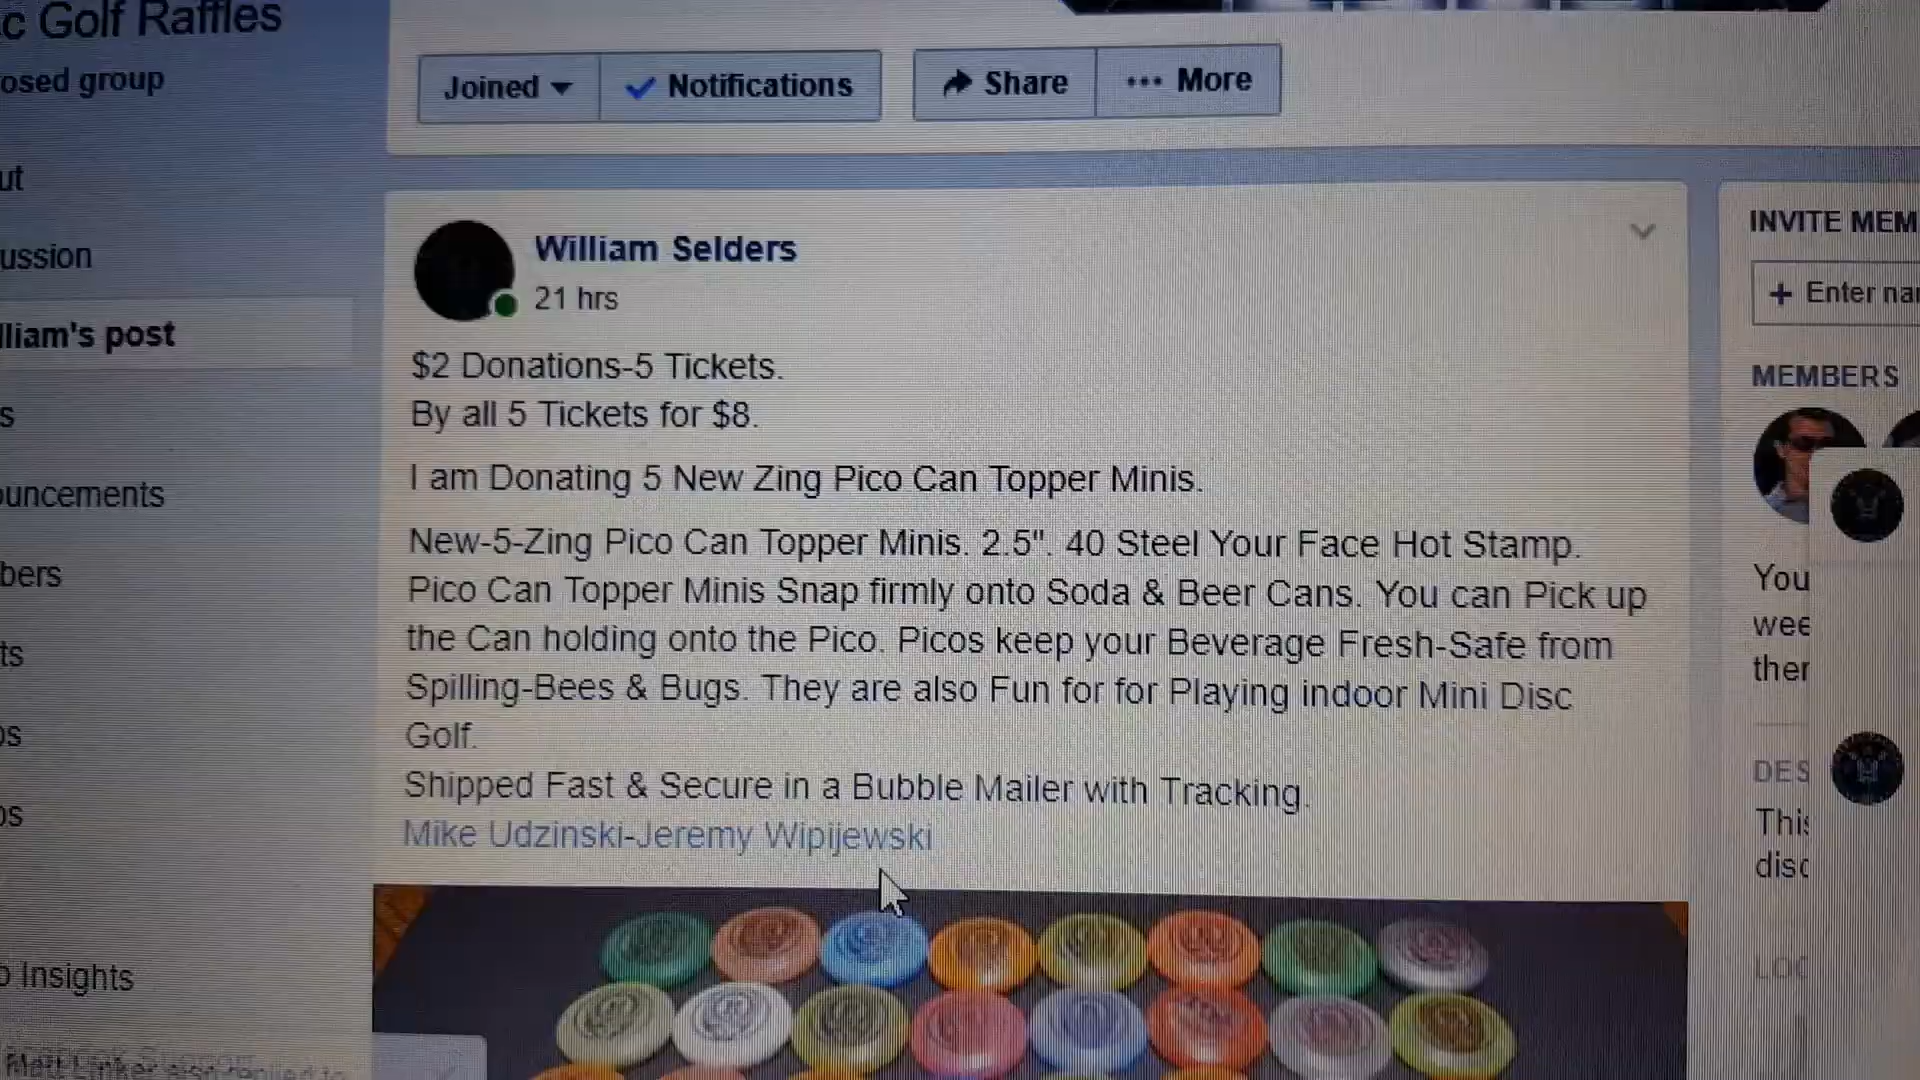 c Golf Raffles
osed group
Joined
Notifications
Share
More
ut
ussion
lliam's post
s
ouncements
bers
ts
os
os
o Insights
William Selders
21 hrs
$2 Donations-5 Tickets.
By all 5 Tickets for $8.
I am Donating 5 New Zing Pico Can Topper Minis.
New-5-Zing Pico Can Topper Minis. 2.5". 40 Steel Your Face Hot Stamp.
Pico Can Topper Minis Snap firmly onto Soda & Beer Cans. You can Pick up
the Can holding onto the Pico. Picos keep your Beverage Fresh-Safe from
Spilling-Bees & Bugs. They are also Fun for for Playing indoor Mini Disc
Golf.
Shipped Fast & Secure in a Bubble Mailer with Tracking.
Mike Udzinski-Jeremy Wipijewski
INVITE MEM
+ Enter nar
MEMBERS
You
wee
ther
DES
This
disc
LOC